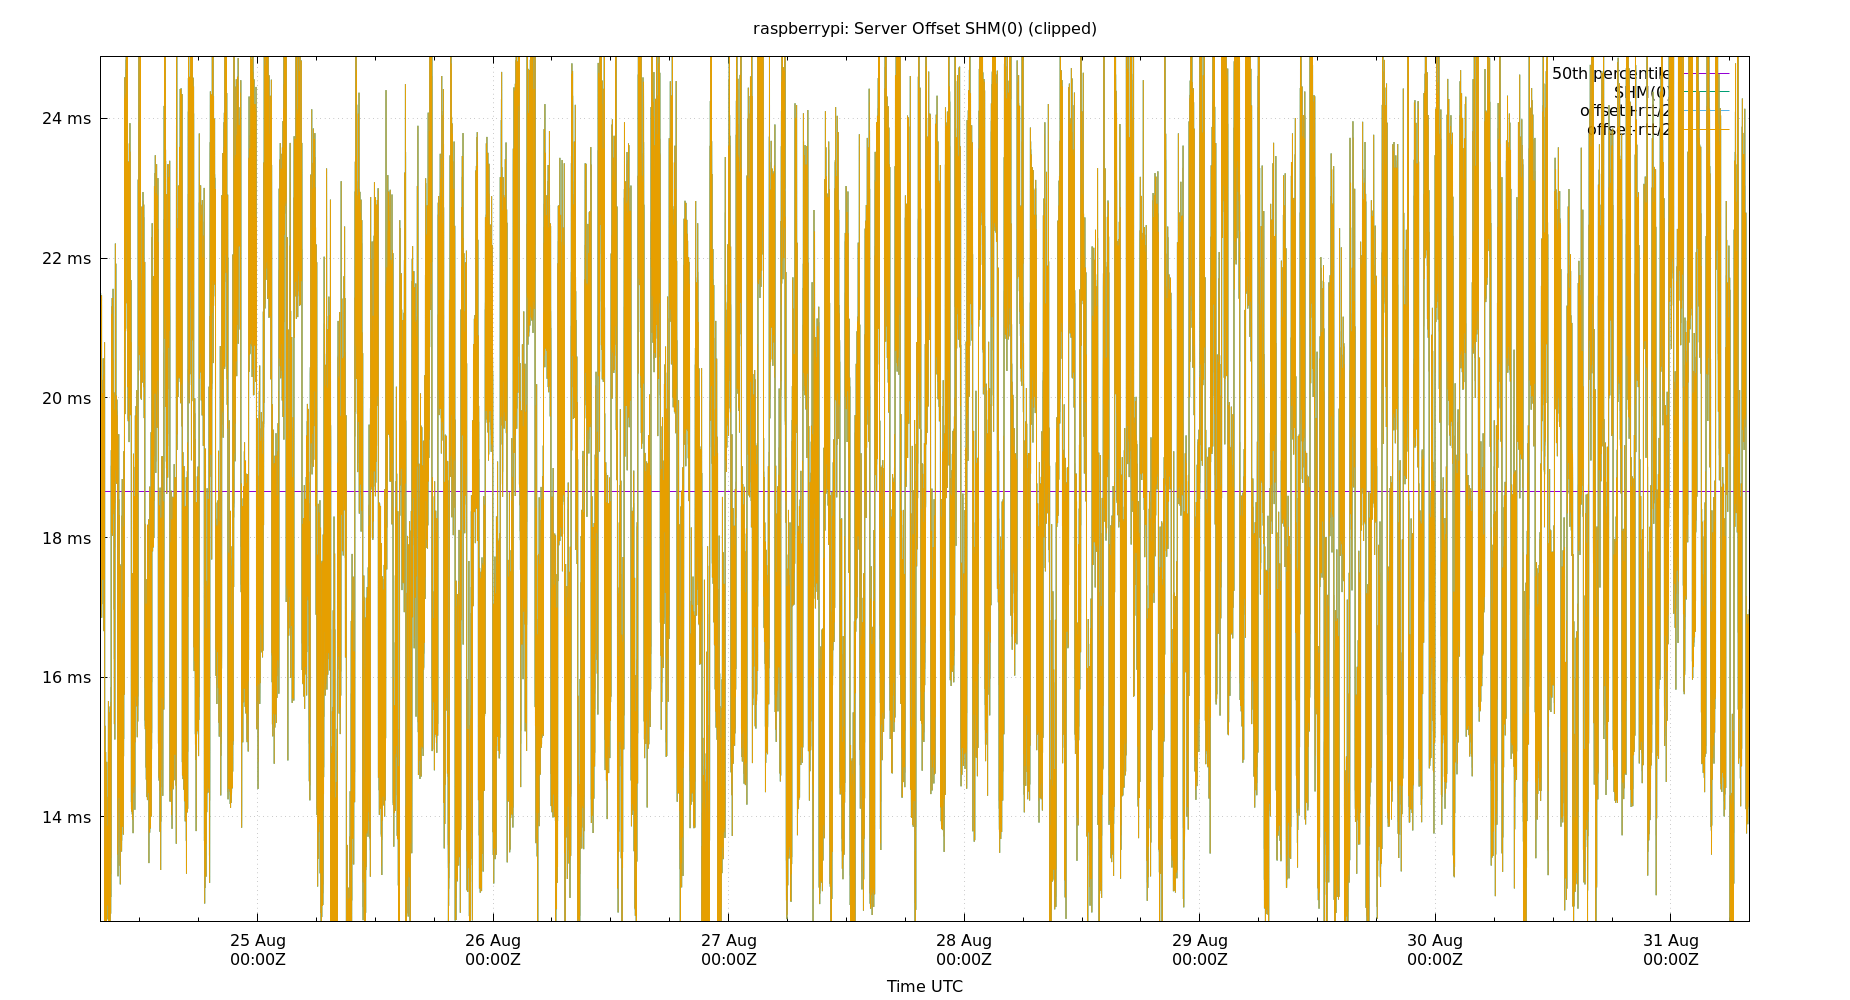 raspberrypi: Server Offset SHM(0) (clipped)
50th percentile
SHM(0)
offset+rtt/2
offset-rtt/2
24 ms
22 ms
20 ms
18 ms
16 ms
14 ms
25 Aug 26 Aug 27 Aug 28 Aug 29 Aug 30 Aug 31 Aug
00:00Z 00:00Z 00:00Z 00:00Z 00:00Z 00:00Z 00:00Z
Time UTC